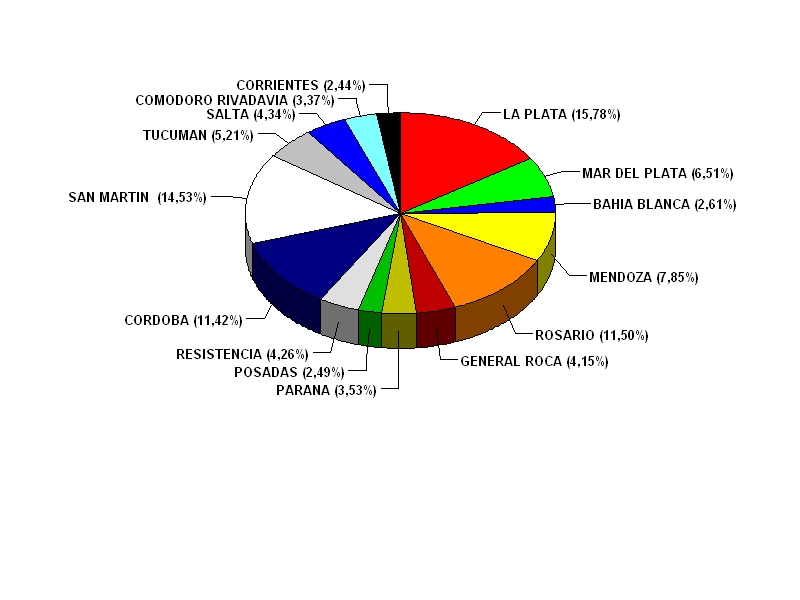 CORRIENTES (2,44%)
COMODORO RIVADAVIA (3,37%)
SALTA (4,34%)
LA PLATA (15,78%)
TUCUMAN (5,21%)
MAR DEL PLATA (6,51%)
SAN MARTIN  (14,53%)
BAHIA BLANCA (2,61%)
MENDOZA (7,85%)
CORDOBA (11,42%)
ROSARIO (11,50%)
RESISTENCIA (4,26%)
GENERAL ROCA (4,15%)
POSADAS (2,49%)
PARANA (3,53%)